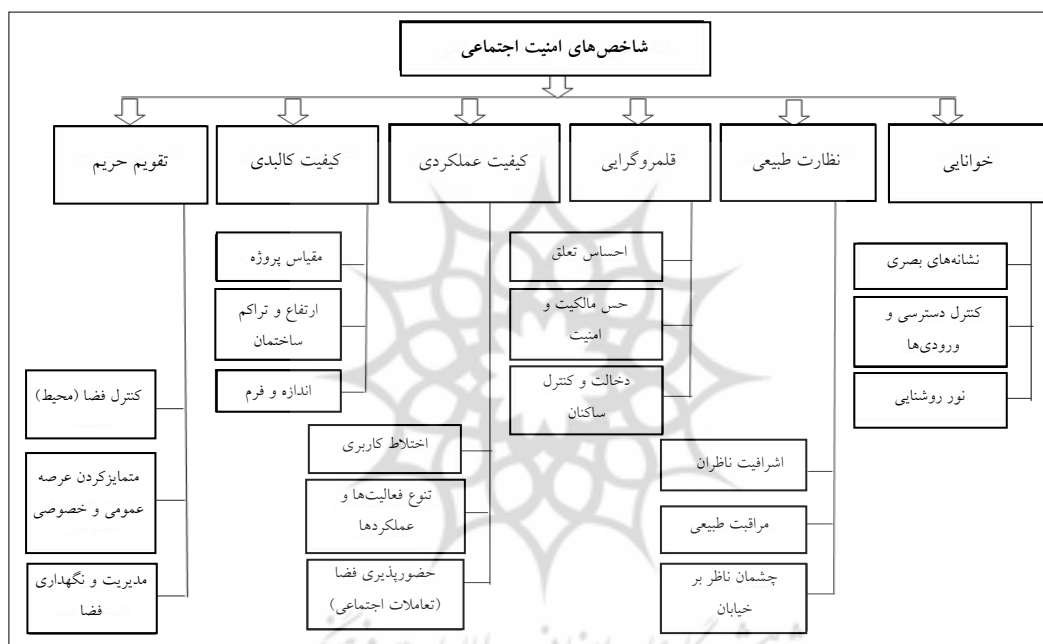 شاخص‌های امنیت اجتماعی
خوانایی
نظارت طبیعی
قلمروگرایی
کیفیت عملکردی
کیفیت کالبدی
تقویم حریم
نشانه‌های بصری
کنترل دسترسی و
ورودی‌ها
نور روشنایی
اشرافیت ناظران
مراقبت طبیعی
چشمان ناظر بر
خیابان
احساس تعلق
حس مالکیت و
امنیت
دخالت و کنترل
ساکنان
اختلاط کاربری
تنوع فعالیت‌ها و
عملکردها
حضورپذیری فضا
(تعاملات اجتماعی)
مقیاس پروژه
ارتفاع و تراکم
ساختمان
اندازه و فرم
کنترل فضا (محیط)
متمایزکردن عرصه
عمومی و خصوصی
مدیریت و نگهداری
فضا